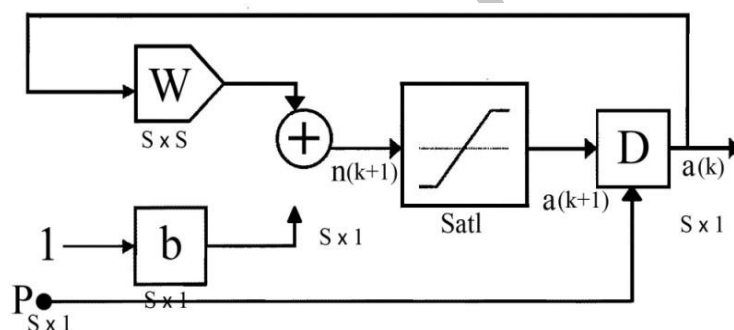 W
S x S
+
n(k+1)
Satl
a(k+1)
D
a(k)
S x 1
1
b
S x 1
S x 1
P
S x 1